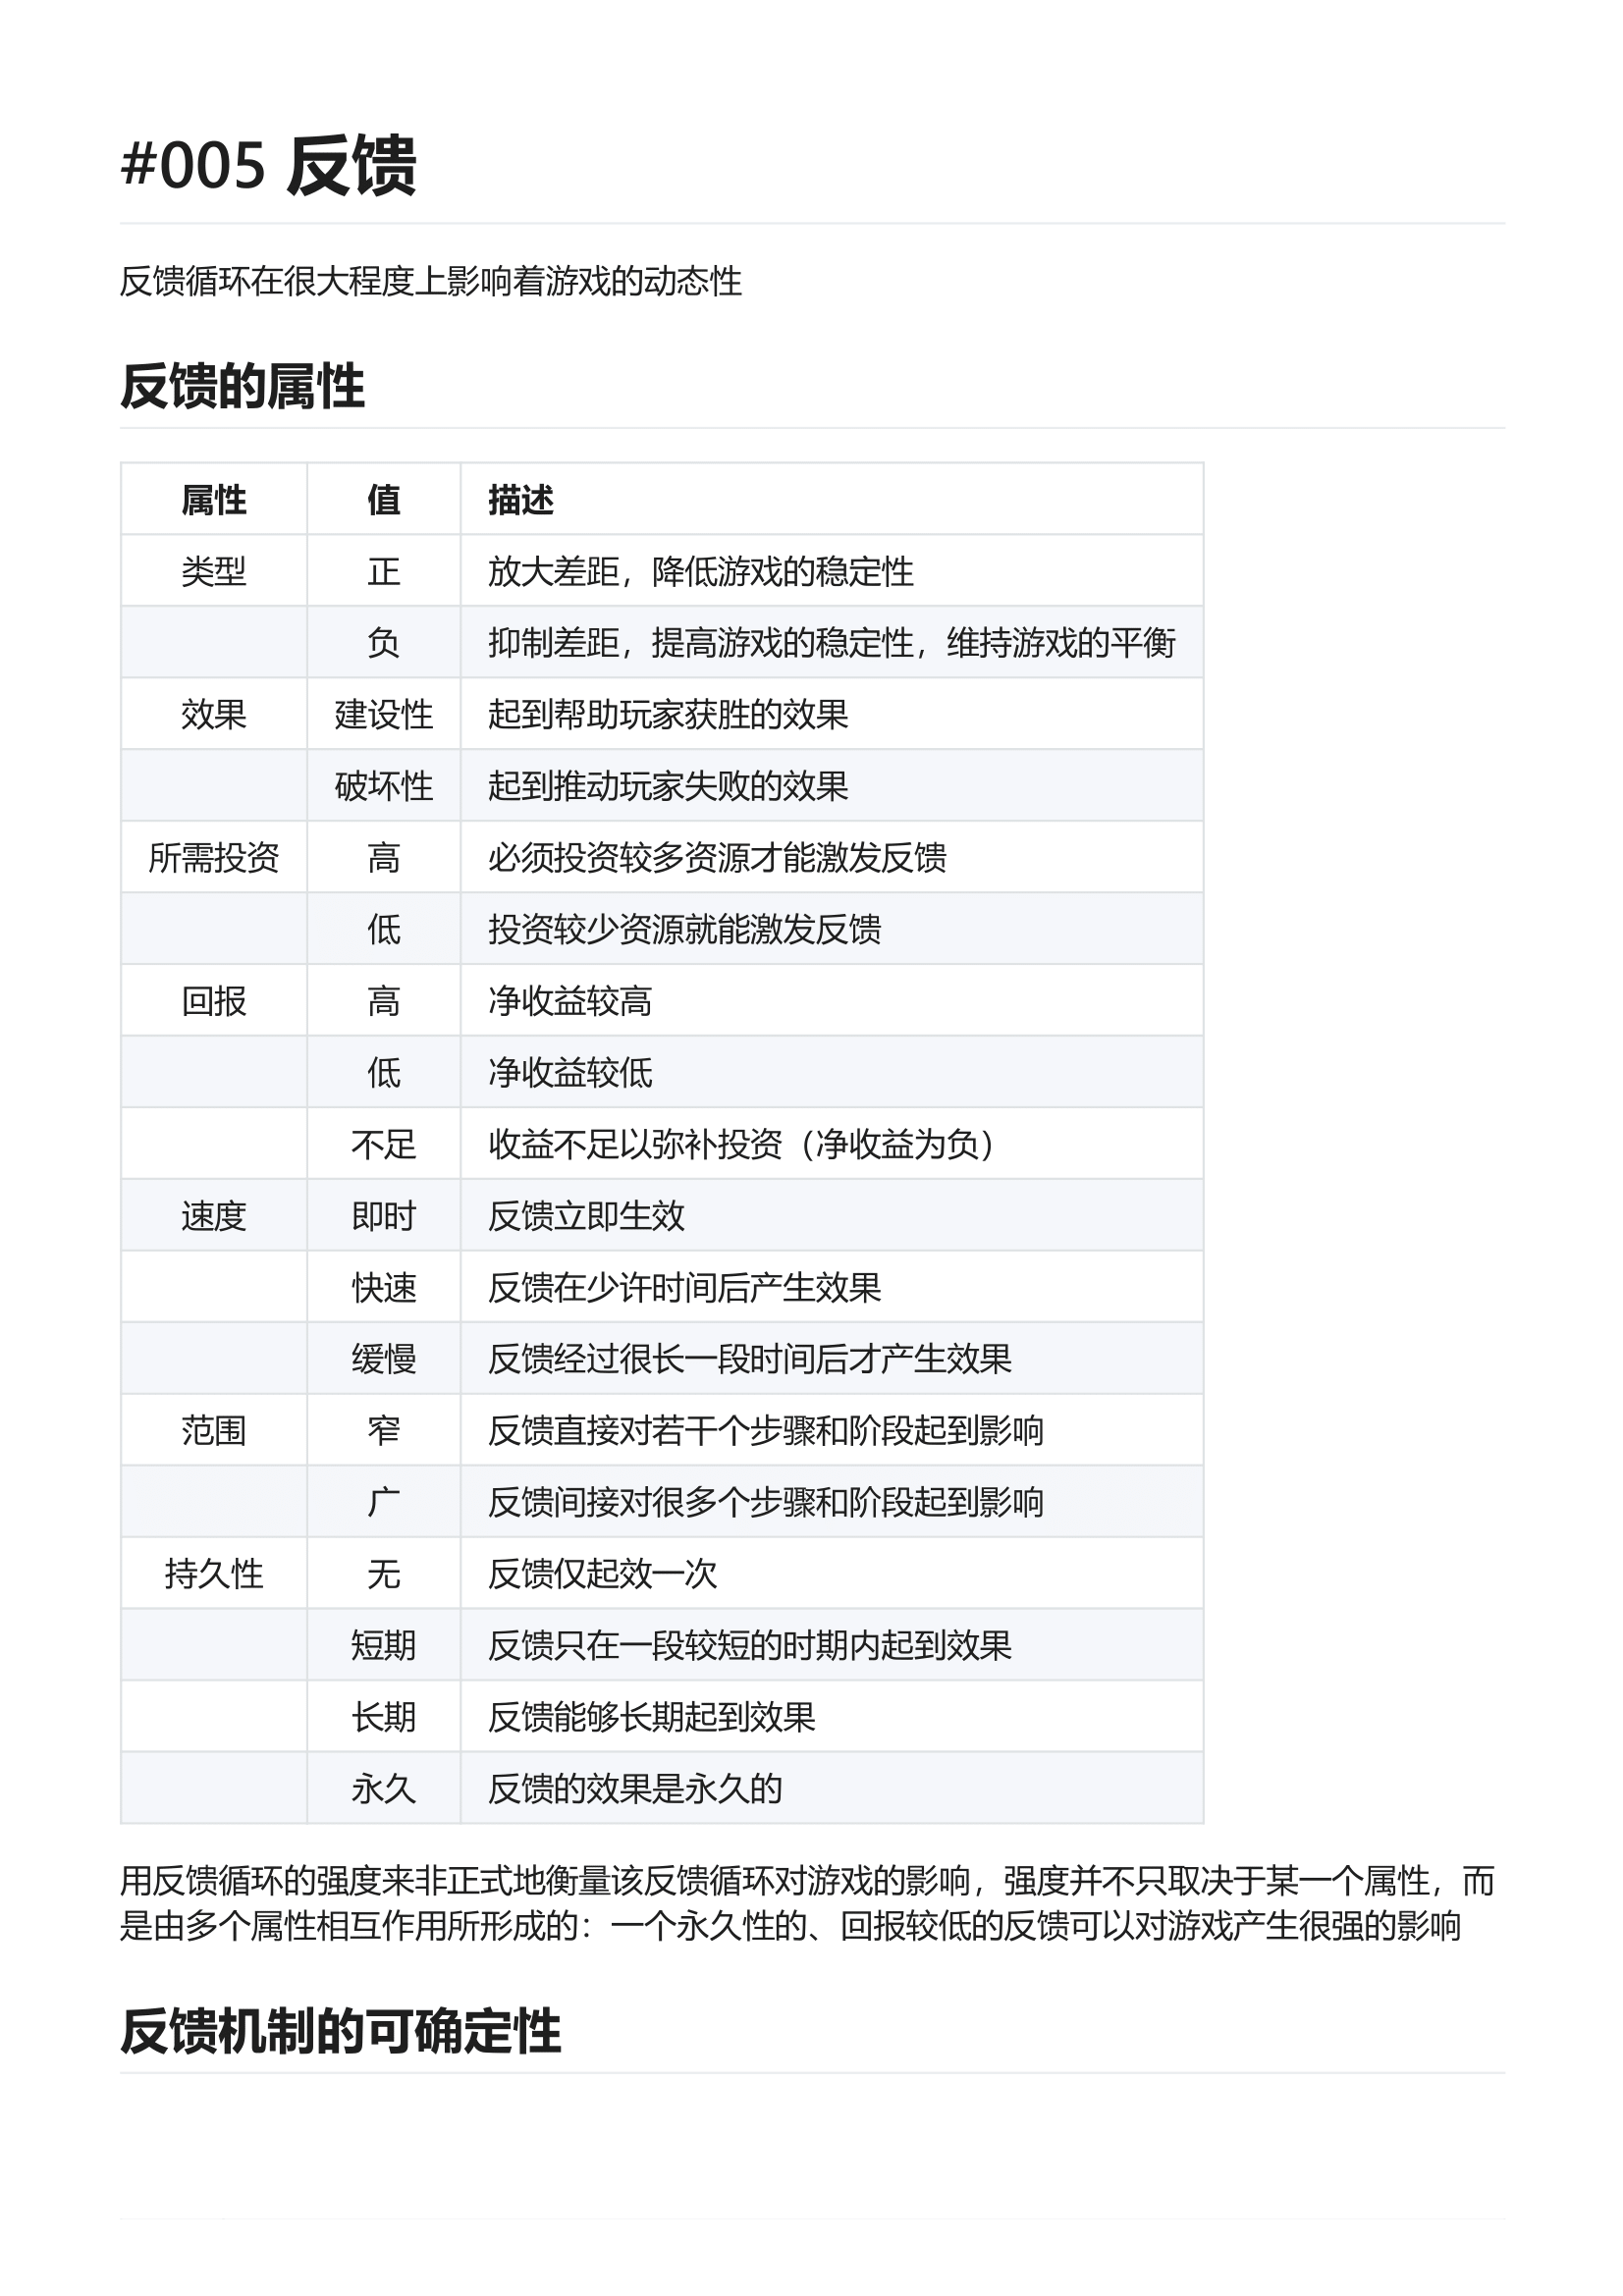 #005 反馈
反馈循环在很大程度上影响着游戏的动态性
反馈的属性
属性 值 描述
类型 正 放大差距，降低游戏的稳定性
负 抑制差距，提高游戏的稳定性，维持游戏的平衡
效果 建设性 起到帮助玩家获胜的效果
破坏性 起到推动玩家失败的效果
所需投资 高 必须投资较多资源才能激发反馈
低 投资较少资源就能激发反馈
回报 高 净收益较高
低 净收益较低
不足 收益不足以弥补投资（净收益为负）
速度 即时 反馈立即生效
快速 反馈在少许时间后产生效果
缓慢 反馈经过很长一段时间后才产生效果
范围 窄 反馈直接对若干个步骤和阶段起到影响
广 反馈间接对很多个步骤和阶段起到影响
持久性 无 反馈仅起效一次
短期 反馈只在一段较短的时期内起到效果
长期 反馈能够长期起到效果
永久 反馈的效果是永久的
用反馈循环的强度来非正式地衡量该反馈循环对游戏的影响，强度并不只取决于某一个属性，而
是由多个属性相互作用所形成的：一个永久性的、回报较低的反馈可以对游戏产生很强的影响
反馈机制的可确定性